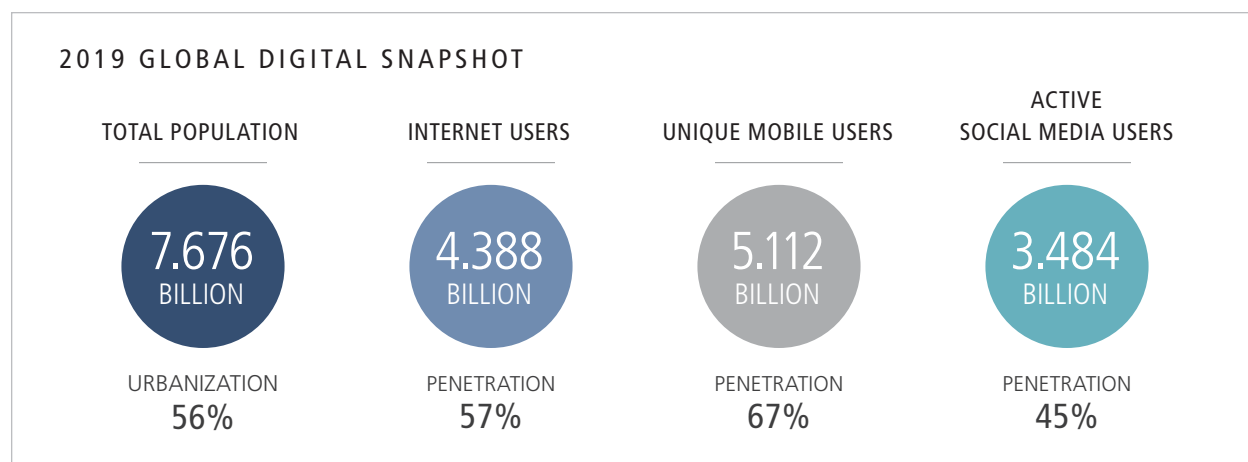 2019 GLOBAL DIGITAL SNAPSHOT
TOTAL POPULATION
7.676
BILLION
URBANIZATION
56%
INTERNET USERS
4.388
BILLION
PENETRATION
57%
UNIQUE MOBILE USERS
5.112
BILLION
PENETRATION
67%
ACTIVE
SOCIAL MEDIA USERS
3.484
BILLION
PENETRATION
45%